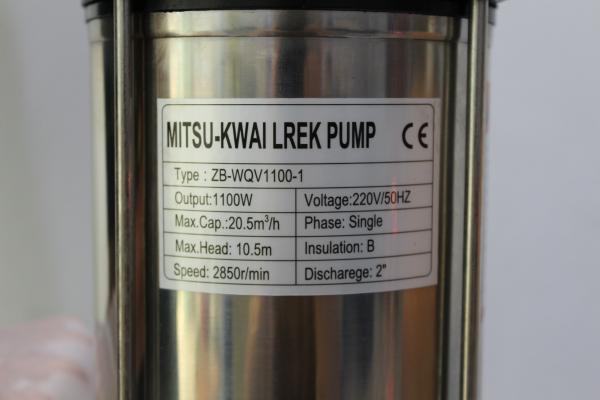 MITSU-KWAI LREK PUMP CE
Type : ZB-WQV1100-1
Output:1100W Voltage:220V/50HZ
Max.Cap.:20.5m³/h Phase: Single
Max.Head: 10.5m Insulation: B
Speed: 2850r/min Discharege: 2"